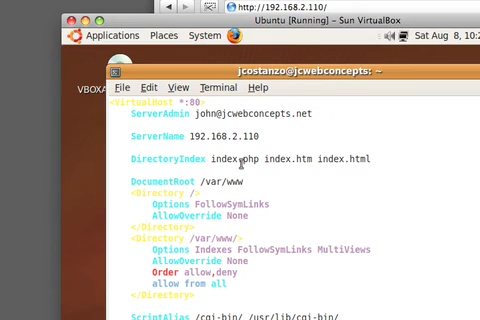 http://192.168.2.110/
Ubuntu [Running] – Sun VirtualBox
Applications Places System
Sat Aug 8, 10:2
VBOXA
jcostanzo@jcwebconcepts: ~
File Edit View Terminal Help
<VirtualHost *:80>
ServerAdmin john@jcwebconcepts.net
ServerName 192.168.2.110
DirectoryIndex index.php index.htm index.html
DocumentRoot /var/www
<Directory />
Options FollowSymLinks
AllowOverride None
</Directory>
<Directory /var/www/>
Options Indexes FollowSymLinks MultiViews
AllowOverride None
Order allow,deny
allow from all
</Directory>
ScriptAlias /cgi-bin/ /usr/lib/cgi-bin/